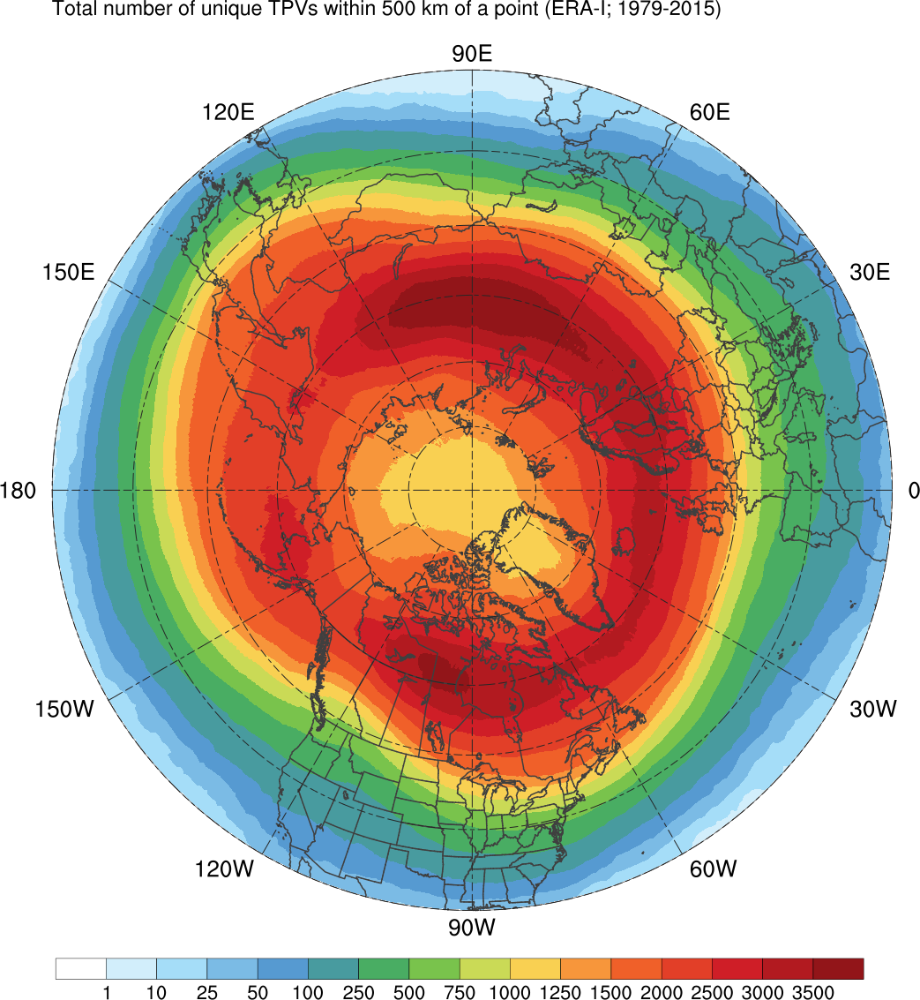 Total number of unique TPVs within 500 km of a point (ERA-I; 1979-2015)
90E
120E
60E
150E
30E
180
0
150W
30W
120W
60W
90W
1 10 25 50 100 250 500 750 1000 1250 1500 2000 2500 3000 3500